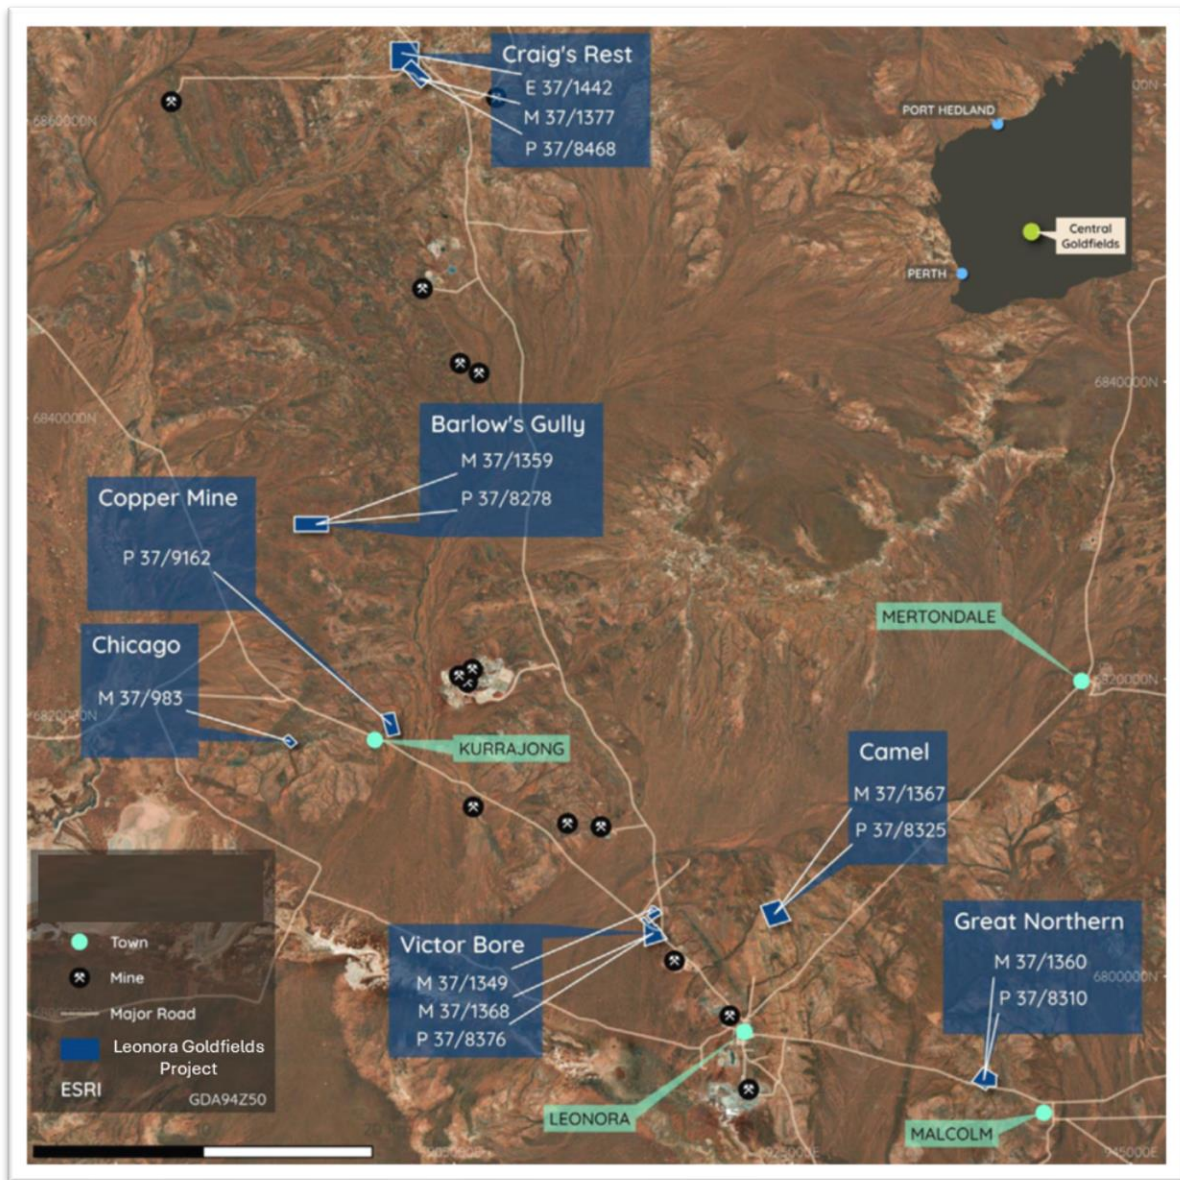 Craig's Rest
E 37/1442
M 37/1377
P 37/8468
6860000N
PORT HEDLAND
Central
Goldfields
PERTH
6840000N
6840000N
Barlow's Gully
M 37/1359
P 37/8278
Copper Mine
P 37/9162
MERTONDALE
Chicago
M 37/983
6820000N
6820000N
KURRAJONG
Camel
M 37/1367
P 37/8325
Great Northern
M 37/1360
P 37/8310
6800000N
Victor Bore
M 37/1349
M 37/1368
P 37/8376
Town
Mine
Major Road
Leonora Goldfields
Project
ESRI
GDA94Z50
LEONORA
MALCOLM
945000E